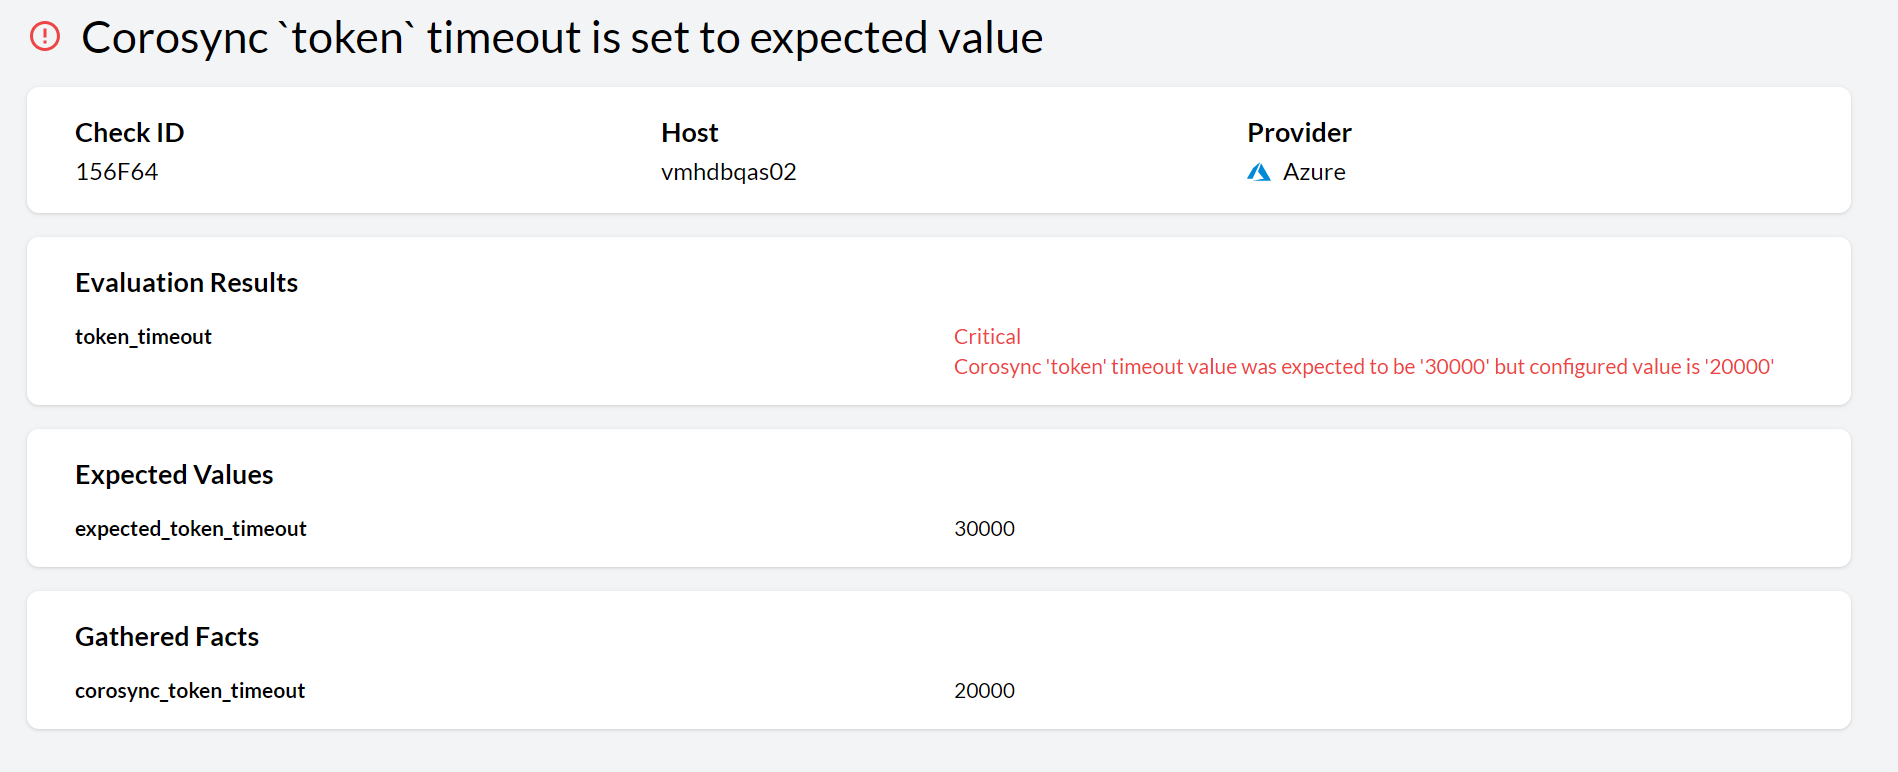 Corosync `token` timeout is set to expected value
Check ID
156F64
Host
vmhdbqas02
Provider
Azure
Evaluation Results
token_timeout
Critical
Corosync 'token' timeout value was expected to be '30000' but configured value is '20000'
Expected Values
expected_token_timeout
30000
Gathered Facts
corosync_token_timeout
20000